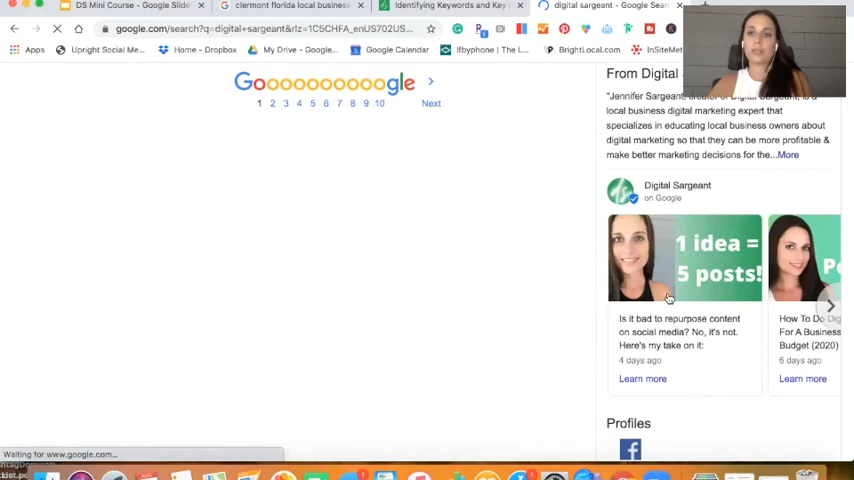 DS Mini Course - Google Slide
clermont florida local business
Identifying Keywords and Key
digital sargeant - Google Sear
google.com/search?q=digital+sargeant&rlz=1C5CHFA_enUS702US...
Apps
Upright Social Me...
Home - Dropbox
My Drive - Google...
Google Calendar
Ifbyphone | The L...
BrightLocal.com
InSiteMet
Goooooooooogle
1 2 3 4 5 6 7 8 9 10 Next
From Digital
"Jennifer Sargeant, creator of Digital Sargeant, is a
local business digital marketing expert that
specializes in educating local business owners about
digital marketing so that they can be more profitable &
make better marketing decisions for the...More
Digital Sargeant
on Google
1 idea =
5 posts!
Is it bad to repurpose content
on social media? No, it's not.
Here's my take on it:
4 days ago
Learn more
How To Do Dig
For A Business
Budget (2020)
6 days ago
Learn more
Profiles
Waiting for www.google.com...